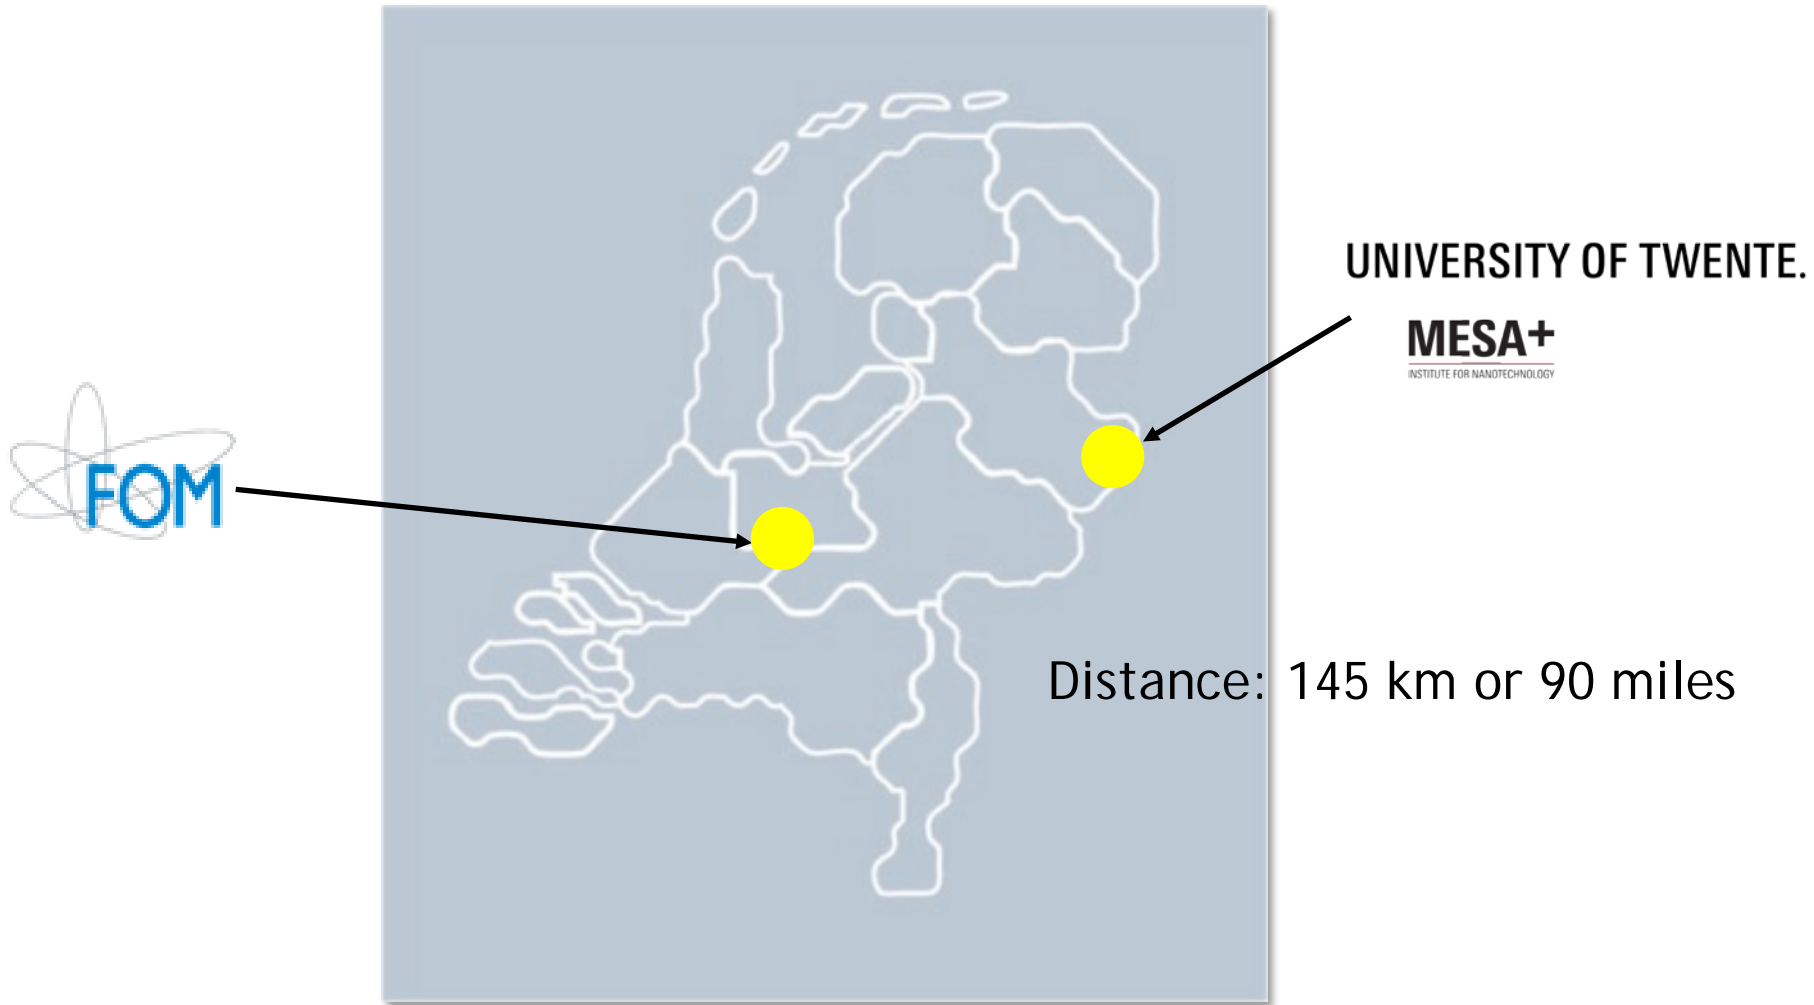 UNIVERSITY OF TWENTE.
MESA+
INSTITUTE FOR NANOTECHNOLOGY
FOM
Distance: 145 km or 90 miles